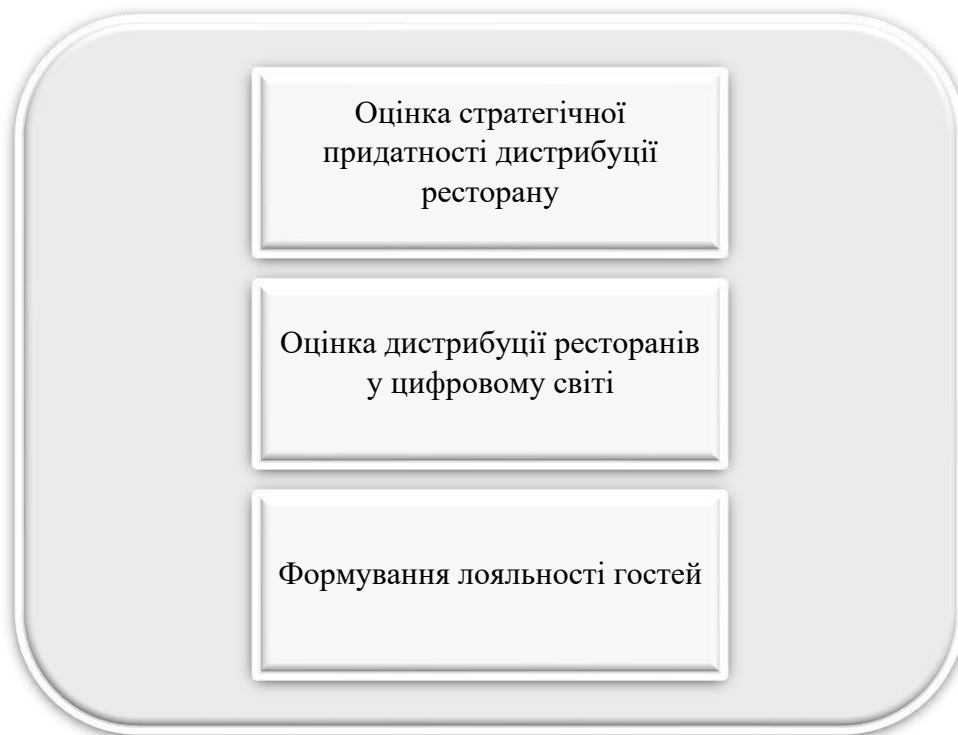 Оцінка стратегічної
придатності дистрибуції
ресторану
Оцінка дистрибуції ресторанів
у цифровому світі
Формування лояльності гостей